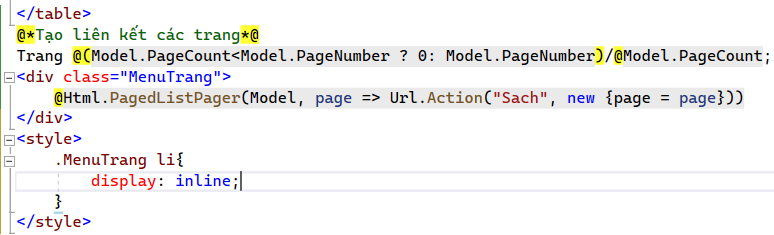 </table>
@*Tạo liên kết các trang*@
Trang @(Model.PageCount<Model.PageNumber ? 0: Model.PageNumber)/@Model.PageCount;
<div class="MenuTrang">
    @Html.PagedListPager(Model, page => Url.Action("Sach", new {page = page}))
</div>
<style>
    .MenuTrang li{
        display: inline;
    }
</style>